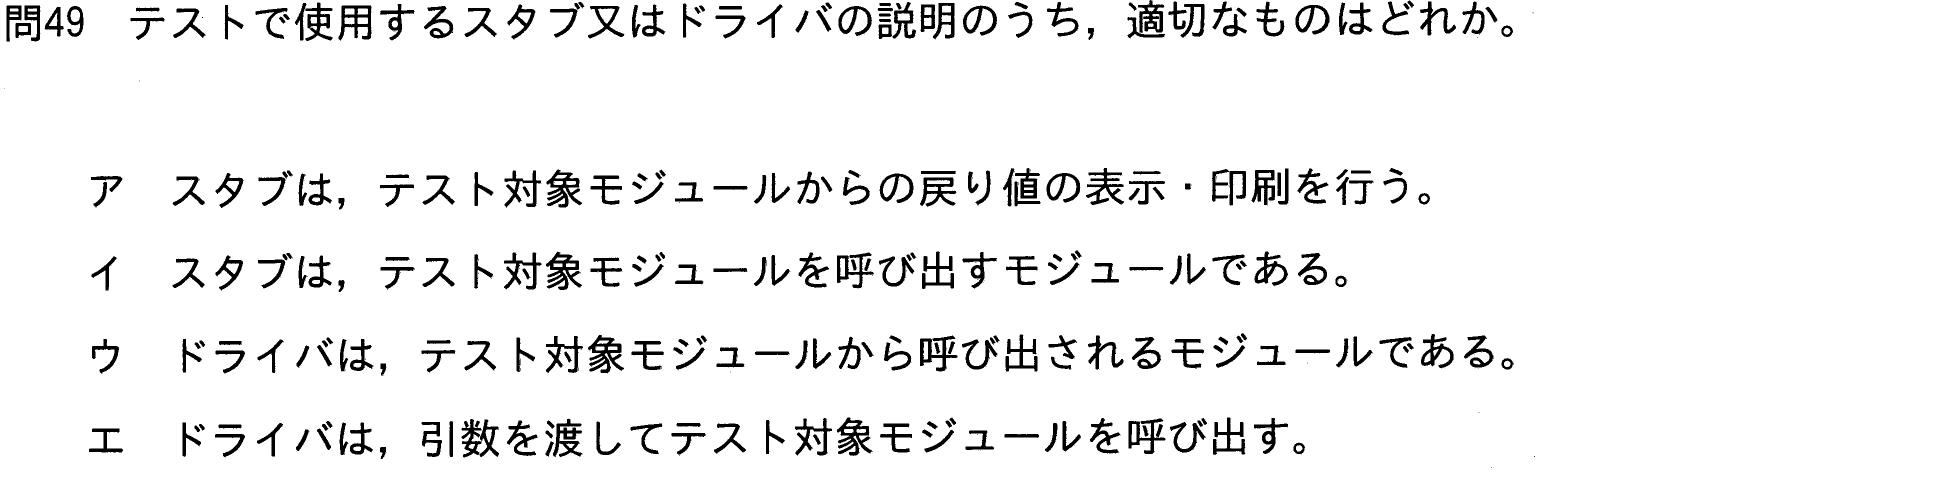 問49　テストで使用するスタブ又はドライバの説明のうち，適切なものはどれか。
ア　スタブは，テスト対象モジュールからの戻り値の表示・印刷を行う。
イ　スタブは，テスト対象モジュールを呼び出すモジュールである。
ウ　ドライバは，テスト対象モジュールから呼び出されるモジュールである。
エ　ドライバは，引数を渡してテスト対象モジュールを呼び出す。